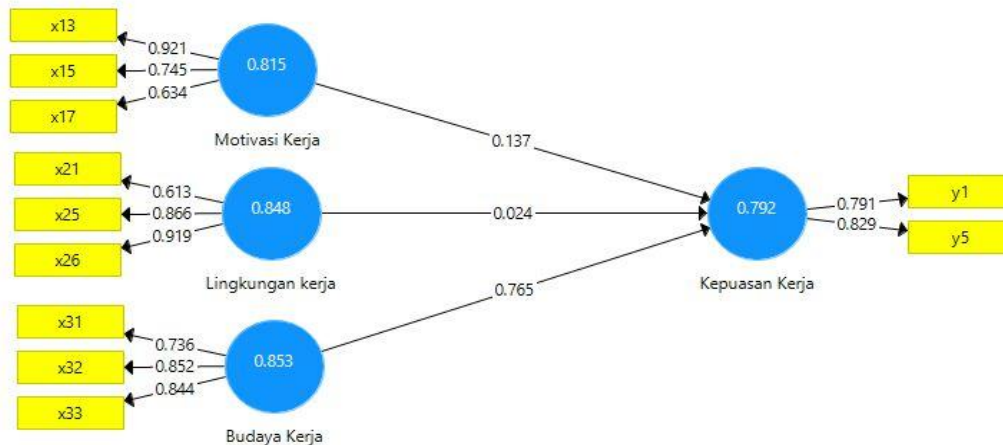 x13
0.921
x15
0.745
x17
0.634
0.815
Motivasi Kerja
0.137
x21
0.613
x25
0.866
x26
0.919
0.848
Lingkungan kerja
0.024
x31
0.736
x32
0.852
x33
0.844
0.853
Budaya Kerja
0.765
0.792
Kepuasan Kerja
0.791
y1
0.829
y5